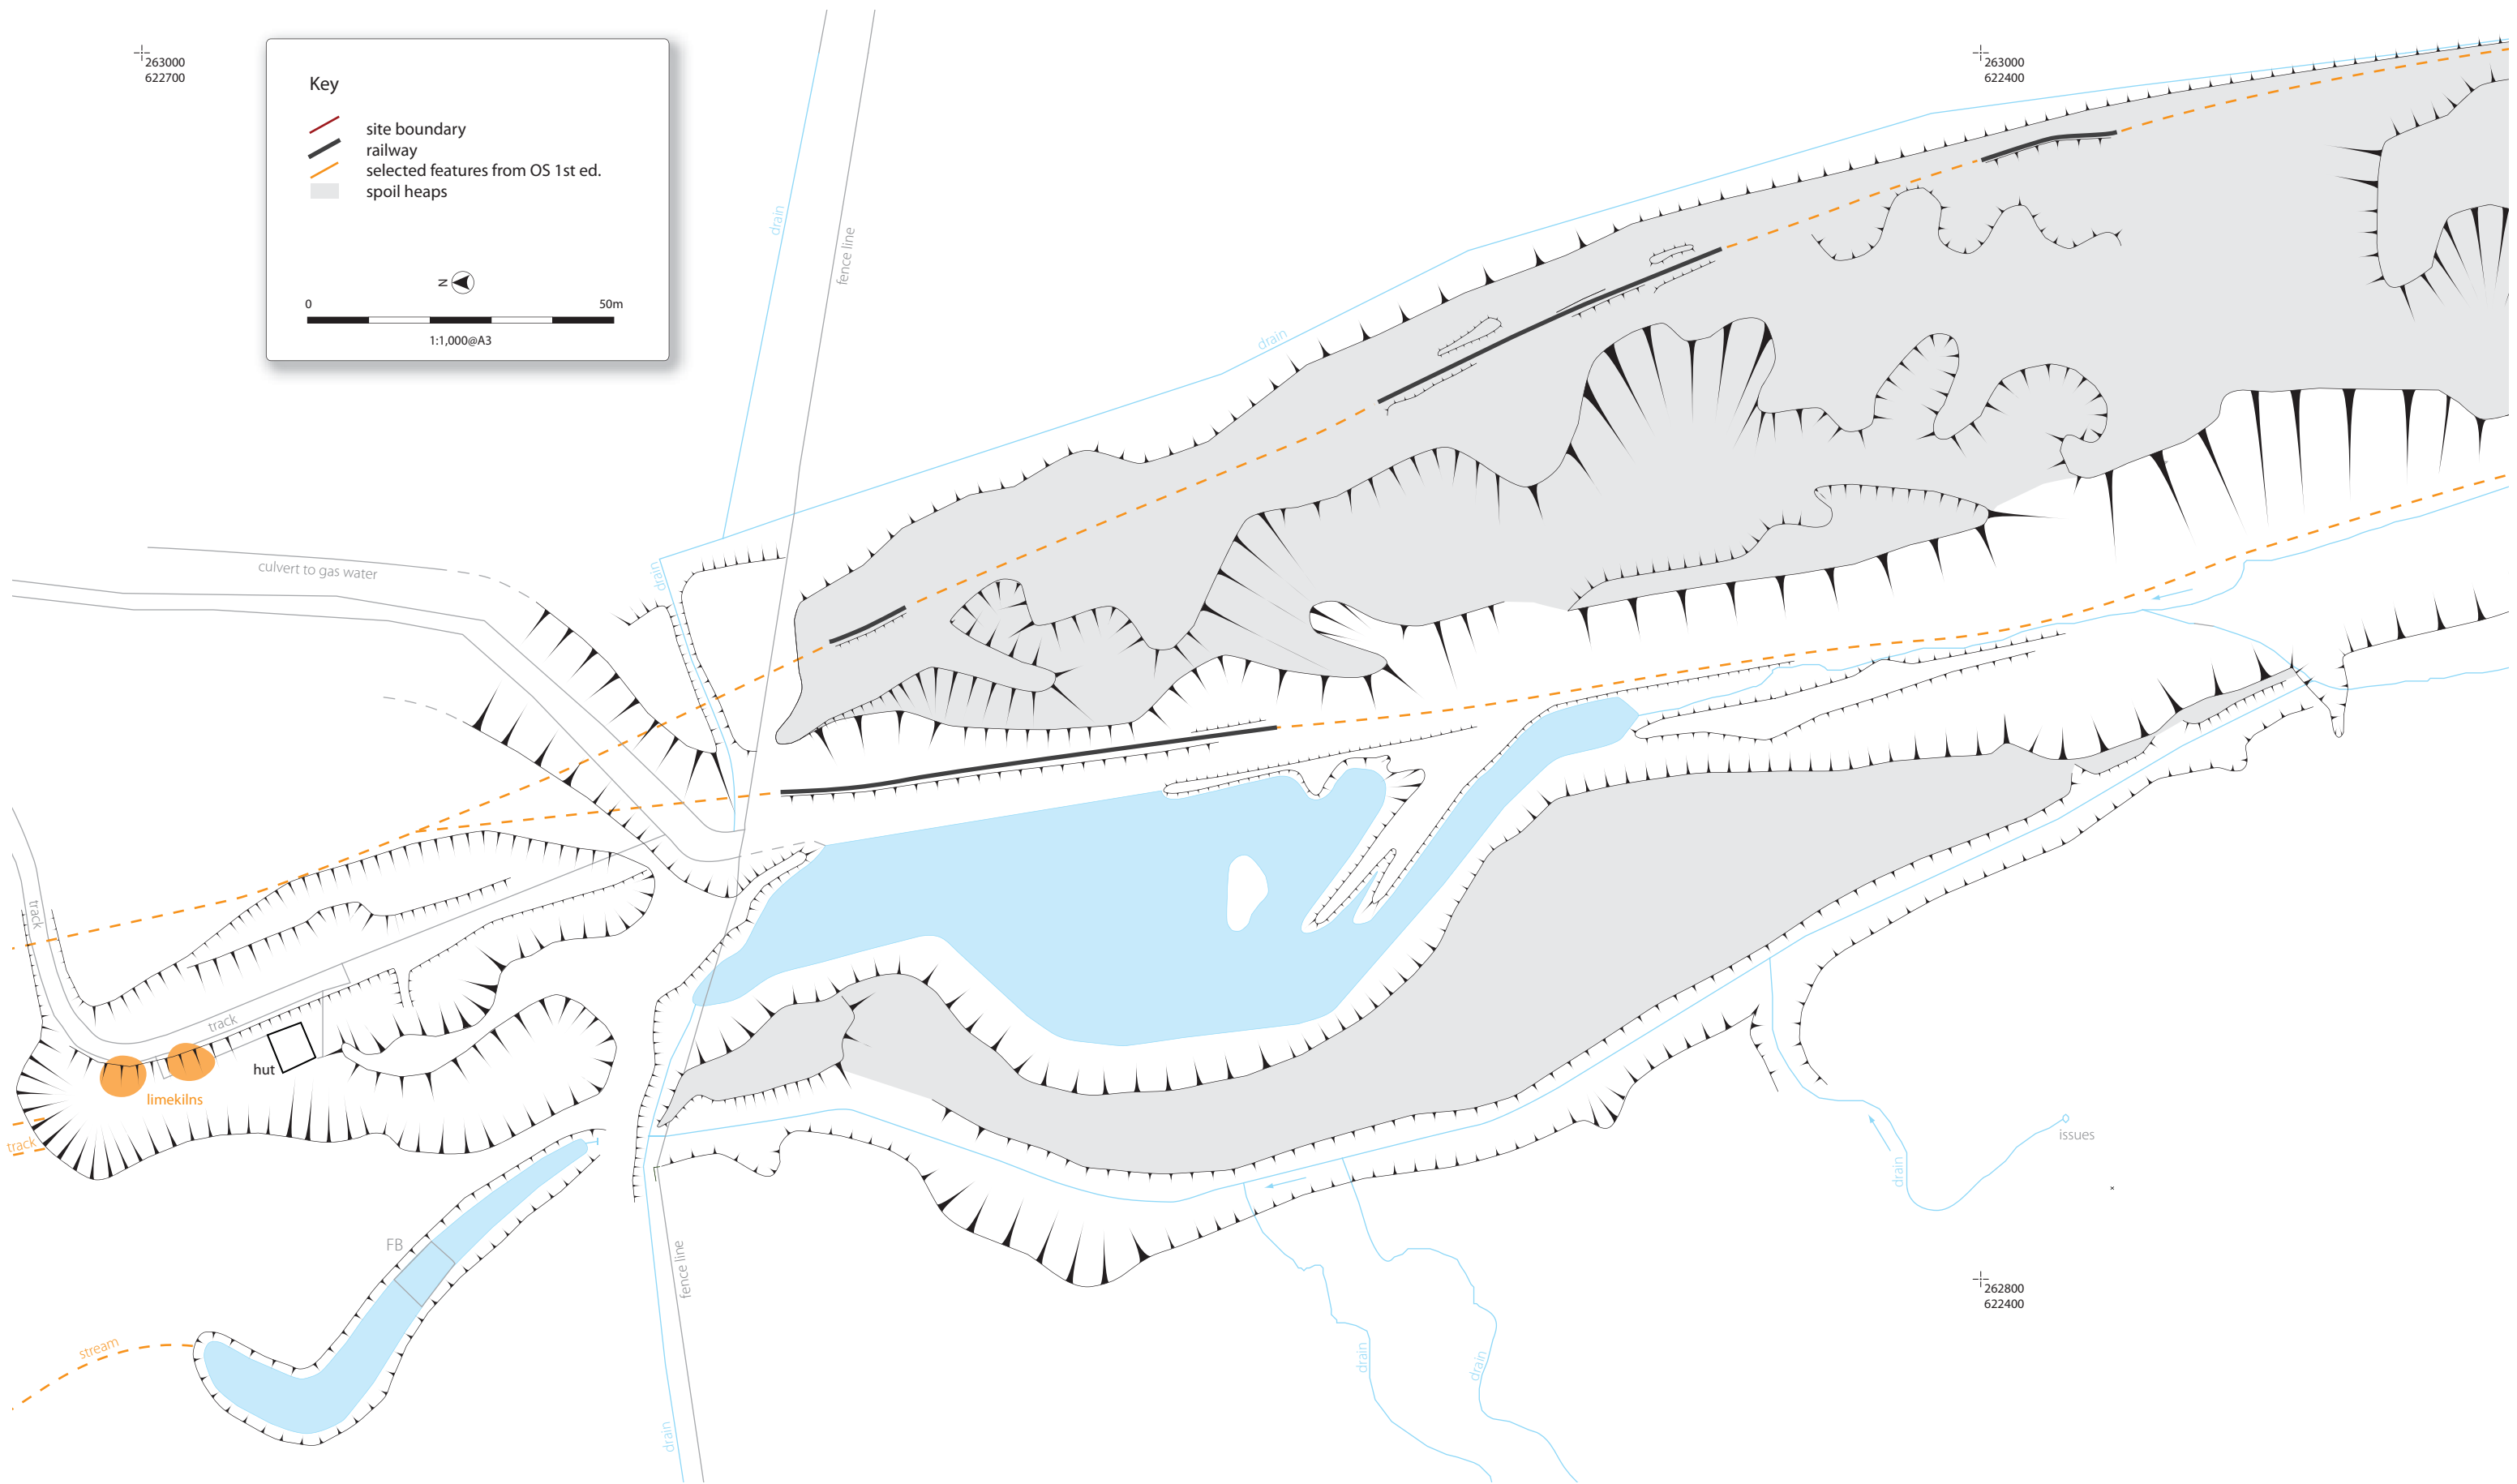 263000
622700
Key
site boundary
railway
selected features from OS 1st ed.
spoil heaps
N
0 50m
1:1,000@A3
263000
622400
drain
fence line
drain
culvert to gas water
drain
track
track
hut
limekilns
track
issues
drain
FB
fence line
262800
622400
stream
drain
drain
drain